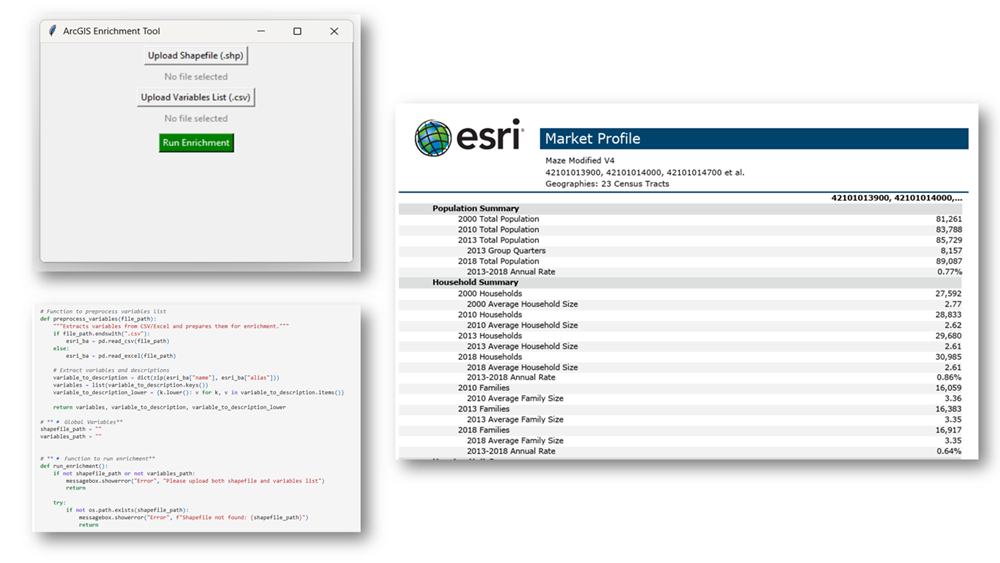 ArcGIS Enrichment Tool
Upload Shapefile (.shp)
No file selected
Upload Variables List (.csv)
No file selected
Run Enrichment
# Function to preprocess variables list
def preprocess_variables(file_path):
"""Extracts variables from CSV/Excel and prepares them for enrichment."""
if file_path.endswith(".csv"):
esri_ba = pd.read_csv(file_path)
else:
esri_ba = pd.read_excel(file_path)
# Extract variables and descriptions
variable_to_description = dict(zip(esri_ba["name"], esri_ba["alias"]))
variables = list(variable_to_description.keys())
variable_to_description_lower = {k.lower(): v for k, v in variable_to_description.items()}
return variables, variable_to_description, variable_to_description_lower
# ** * Global Variables**
shapefile_path = ""
variables_path = ""
# ** * Function to run enrichment**
def run_enrichment():
if not shapefile_path or not variables_path:
messagebox.showerror("Error", "Please upload both shapefile and variables list")
return
try:
if not os.path.exists(shapefile_path):
messagebox.showerror("Error", f"Shapefile not found: {shapefile_path}")
return
esri
Market Profile
Maze Modified V4
42101013900, 42101014000, 42101014700 et al.
Geographies: 23 Census Tracts
42101013900, 42101014000,...
Population Summary
2000 Total Population 81,261
2010 Total Population 83,788
2013 Total Population 85,729
2013 Group Quarters 8,157
2018 Total Population 89,087
2013-2018 Annual Rate 0.77%
Household Summary
2000 Households 27,592
2000 Average Household Size 2.77
2010 Households 28,833
2010 Average Household Size 2.62
2013 Households 29,680
2013 Average Household Size 2.61
2018 Households 30,985
2018 Average Household Size 2.61
2013-2018 Annual Rate 0.86%
2010 Families 16,059
2010 Average Family Size 3.36
2013 Families 16,383
2013 Average Family Size 3.35
2018 Families 16,917
2018 Average Family Size 3.35
2013-2018 Annual Rate 0.64%